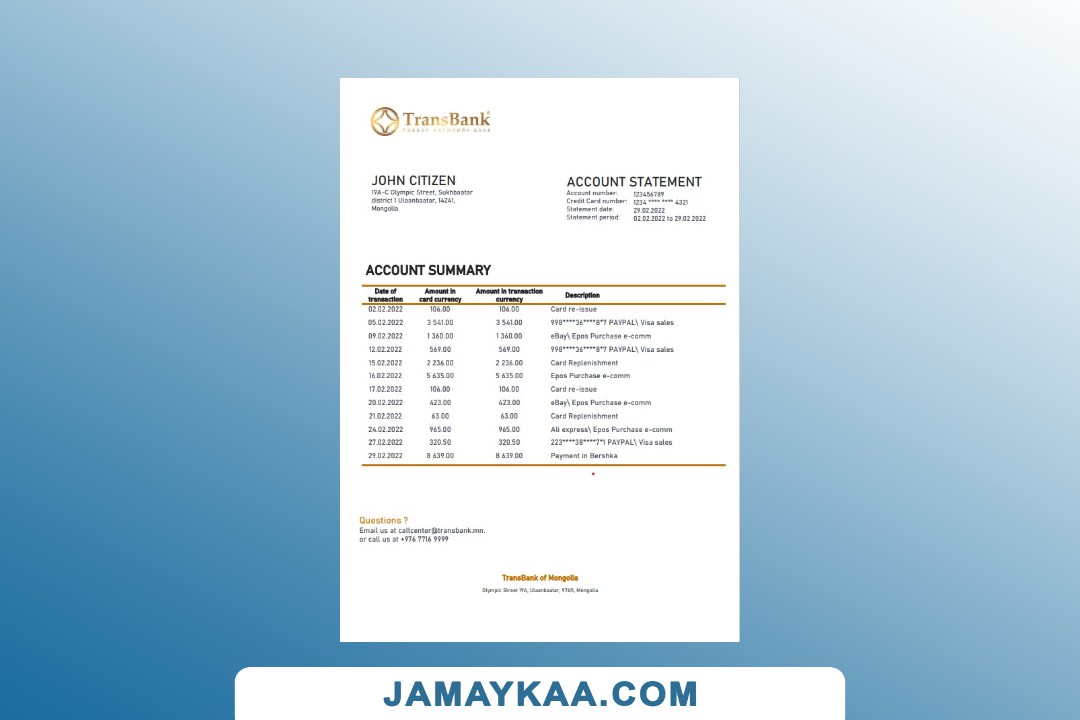 TransBank
JOHN CITIZEN
19A-C Olympic Street, Sukhbaatar
district 1 Ulaanbaatar, 14241,
Mongolia
ACCOUNT STATEMENT
Account number: 123456789
Credit Card number: 1234 **** **** 4321
Statement date: 29.02.2022
Statement period: 02.02.2022 to 29.02.2022
ACCOUNT SUMMARY
Date of transaction Amount in card currency Amount in transaction currency Description
02.02.2022 106.00 106.00 Card re-issue
05.02.2022 3 541.00 3 541.00 998****36****8*7 PAYPAL\ Visa sales
09.02.2022 1 360.00 1 360.00 eBay\ Epos Purchase e-comm
12.02.2022 569.00 569.00 998****36****8*7 PAYPAL\ Visa sales
15.02.2022 2 236.00 2 236.00 Card Replenishment
16.02.2022 5 635.00 5 635.00 Epos Purchase e-comm
17.02.2022 106.00 106.00 Card re-issue
20.02.2022 423.00 423.00 eBay\ Epos Purchase e-comm
21.02.2022 63.00 63.00 Card Replenishment
24.02.2022 965.00 965.00 Ali express\ Epos Purchase e-comm
27.02.2022 320.50 320.50 223****38****7*1 PAYPAL\ Visa sales
29.02.2022 8 639.00 8 639.00 Payment in Bershka
Questions ?
Email us at callcenter@transbank.mn.
or call us at +976 7716 9999
TransBank of Mongolia
Olympic Street 19A, Ulaanbaatar, Mongolia
JAMAYKAA.COM